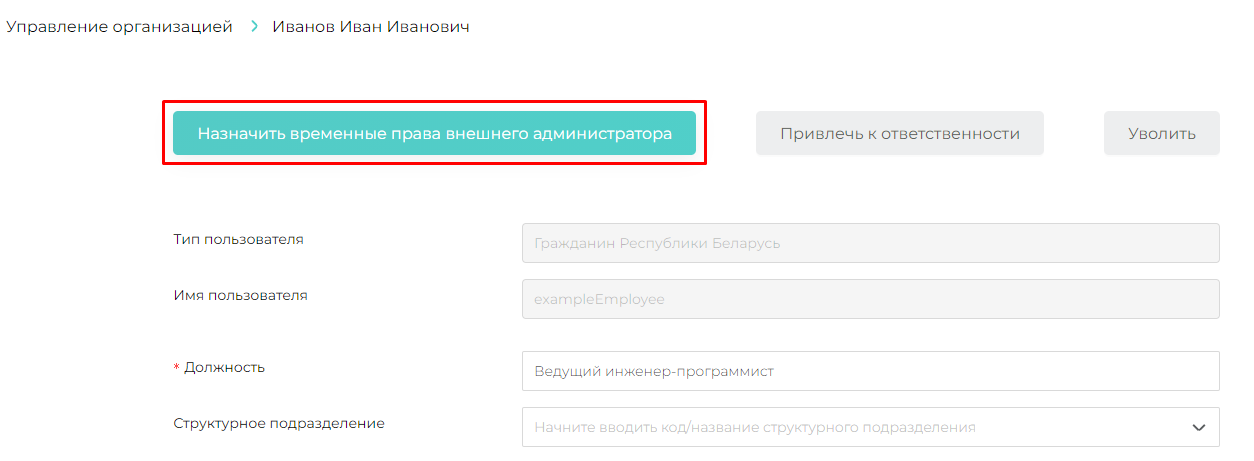 Управление организацией > Иванов Иван Иванович
Назначить временные права внешнего администратора Привлечь к ответственности Уволить
Тип пользователя Гражданин Республики Беларусь
Имя пользователя exampleEmployee
* Должность Ведущий инженер-программист
Структурное подразделение Начните вводить код/название структурного подразделения